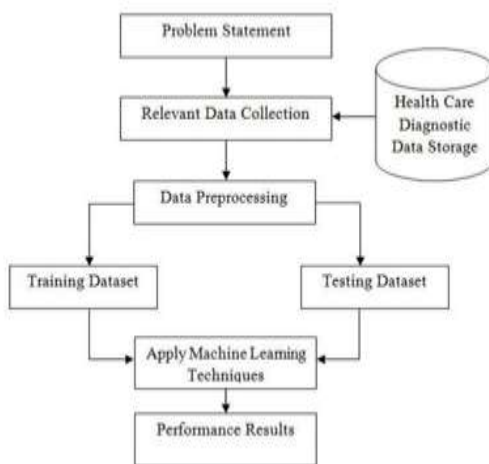 Problem Statement
Relevant Data Collection
Health Care
Diagnostic
Data Storage
Data Preprocessing
Training Dataset
Testing Dataset
Apply Machine Learning
Techniques
Performance Results